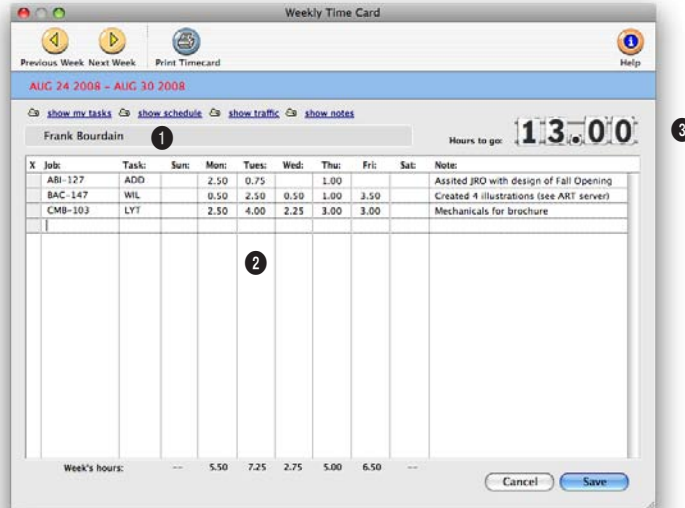 Weekly Time Card
Previous Week Next Week Print Timecard Help
AUG 24 2008 - AUG 30 2008
show my tasks show schedule show traffic show notes
Frank Bourdain 1 Hours to go: 13.00 3
X Job: Task: Sun: Mon: Tues: Wed: Thu: Fri: Sat: Note:
ABI-127 ADD 2.50 0.75 1.00 Assited JRO with design of Fall Opening
BAC-147 WIL 0.50 2.50 0.50 1.00 3.50 Created 4 illustrations (see ART server)
CMB-103 LYT 2.50 4.00 2.25 3.00 3.00 Mechanicals for brochure
2
Week's hours: -- 5.50 7.25 2.75 5.00 6.50 --
Cancel Save